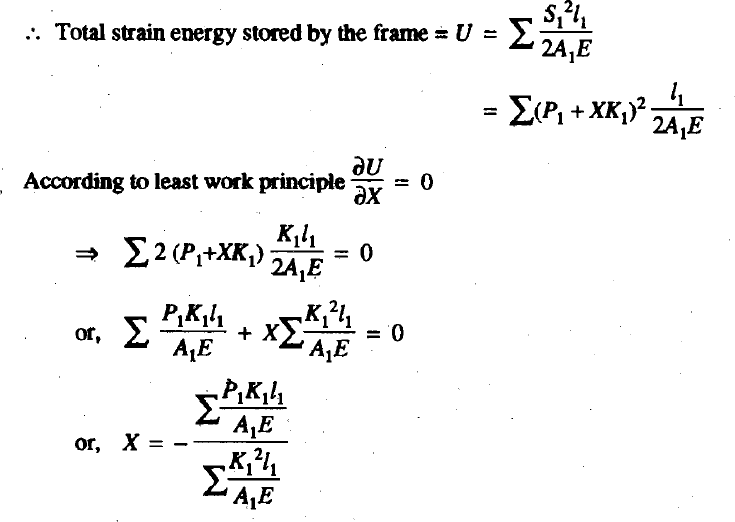 ∴ Total strain energy stored by the frame = U = ∑ S₁²l₁ / 2A₁E
= ∑(P₁ + XK₁)² l₁ / 2A₁E
According to least work principle ∂U/∂X = 0
⇒ ∑ 2 (P₁+XK₁) K₁l₁ / 2A₁E = 0
or, ∑ P₁K₁l₁ / A₁E + X∑ K₁²l₁ / A₁E = 0
or, X = − (∑ P₁K₁l₁ / A₁E) / (∑ K₁²l₁ / A₁E)